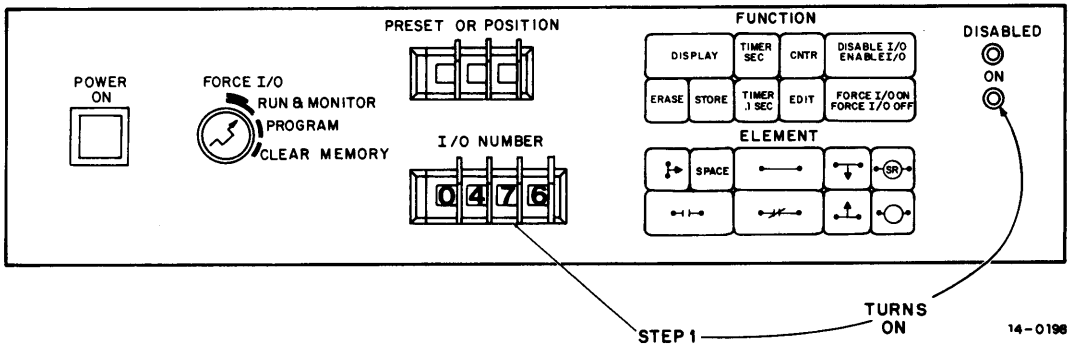 PRESET OR POSITION
FUNCTION
DISABLED
ON
POWER
ON
FORCE I/O
RUN & MONITOR
PROGRAM
CLEAR MEMORY
DISPLAY
TIMER
SEC
CNTR
DISABLE I/O
ENABLE I/O
ERASE
STORE
TIMER
.1 SEC
EDIT
FORCE I/O ON
FORCE I/O OFF
I/O NUMBER
0476
ELEMENT
SPACE
SR
STEP 1
TURNS
ON
14-0198